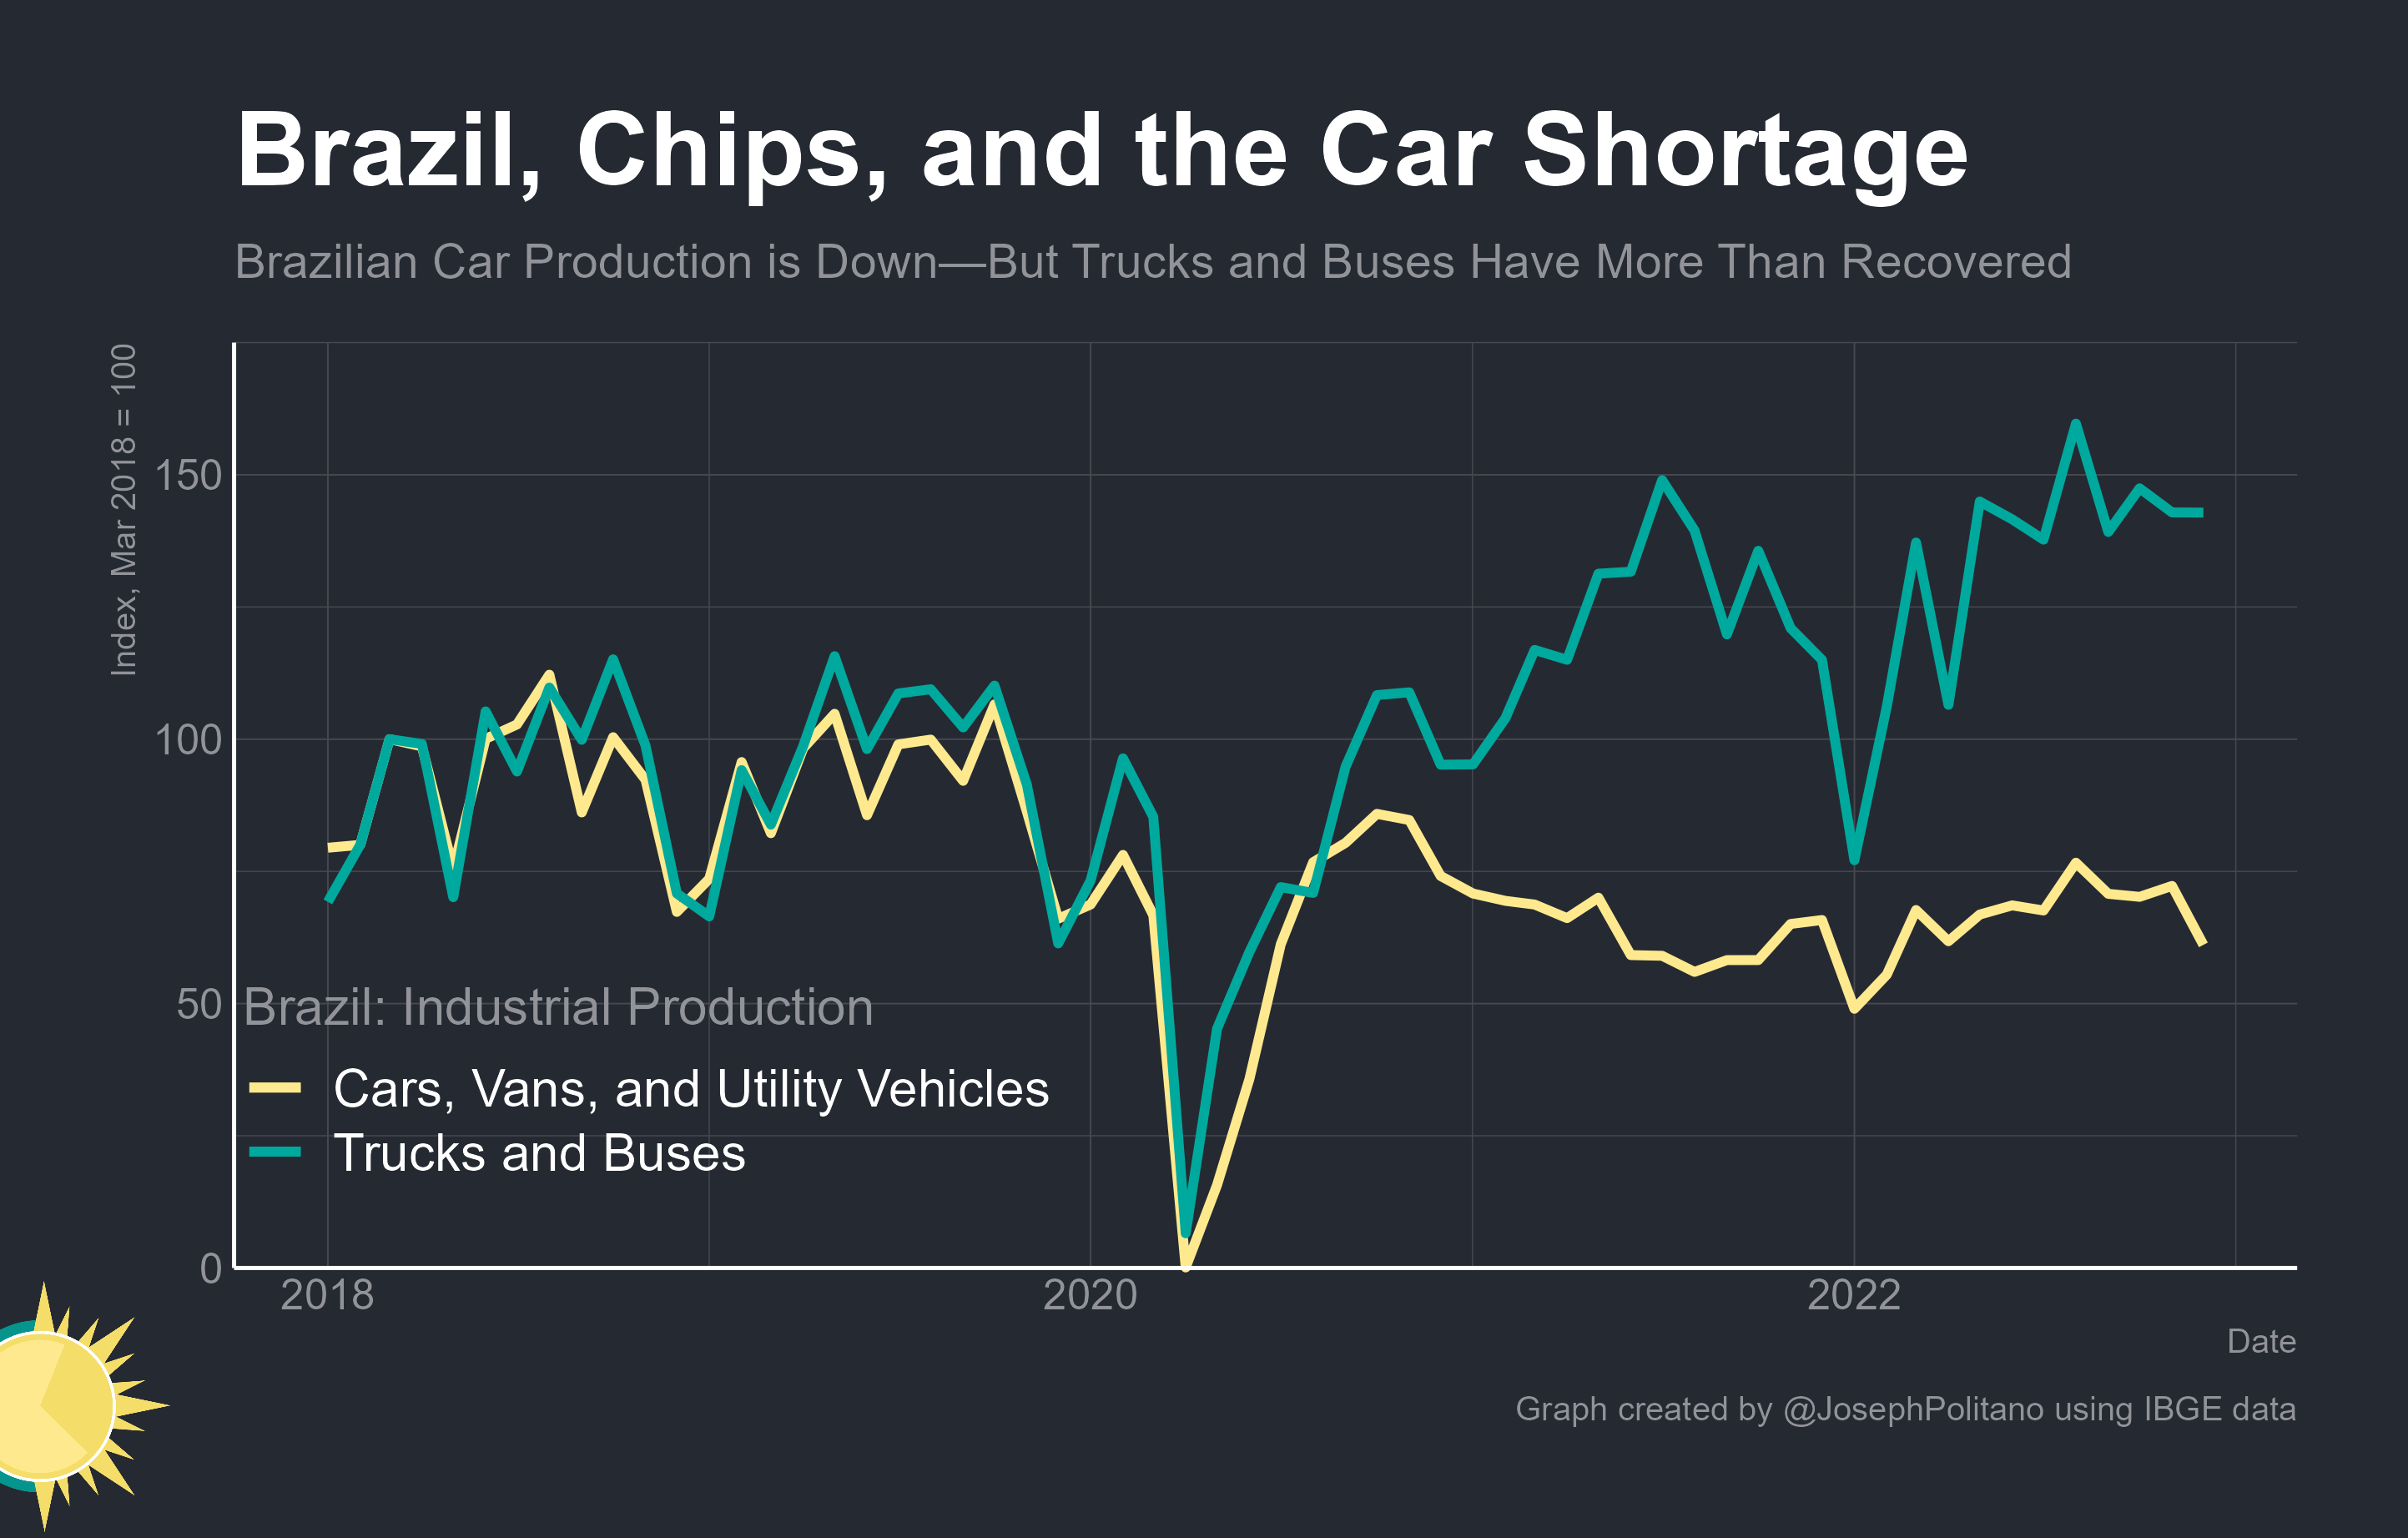 Brazil, Chips, and the Car Shortage
Brazilian Car Production is Down—But Trucks and Buses Have More Than Recovered
Index, Mar 2018 = 100
150
100
50
0
Brazil: Industrial Production
Cars, Vans, and Utility Vehicles
Trucks and Buses
2018 2020 2022
Date
Graph created by @JosephPolitano using IBGE data